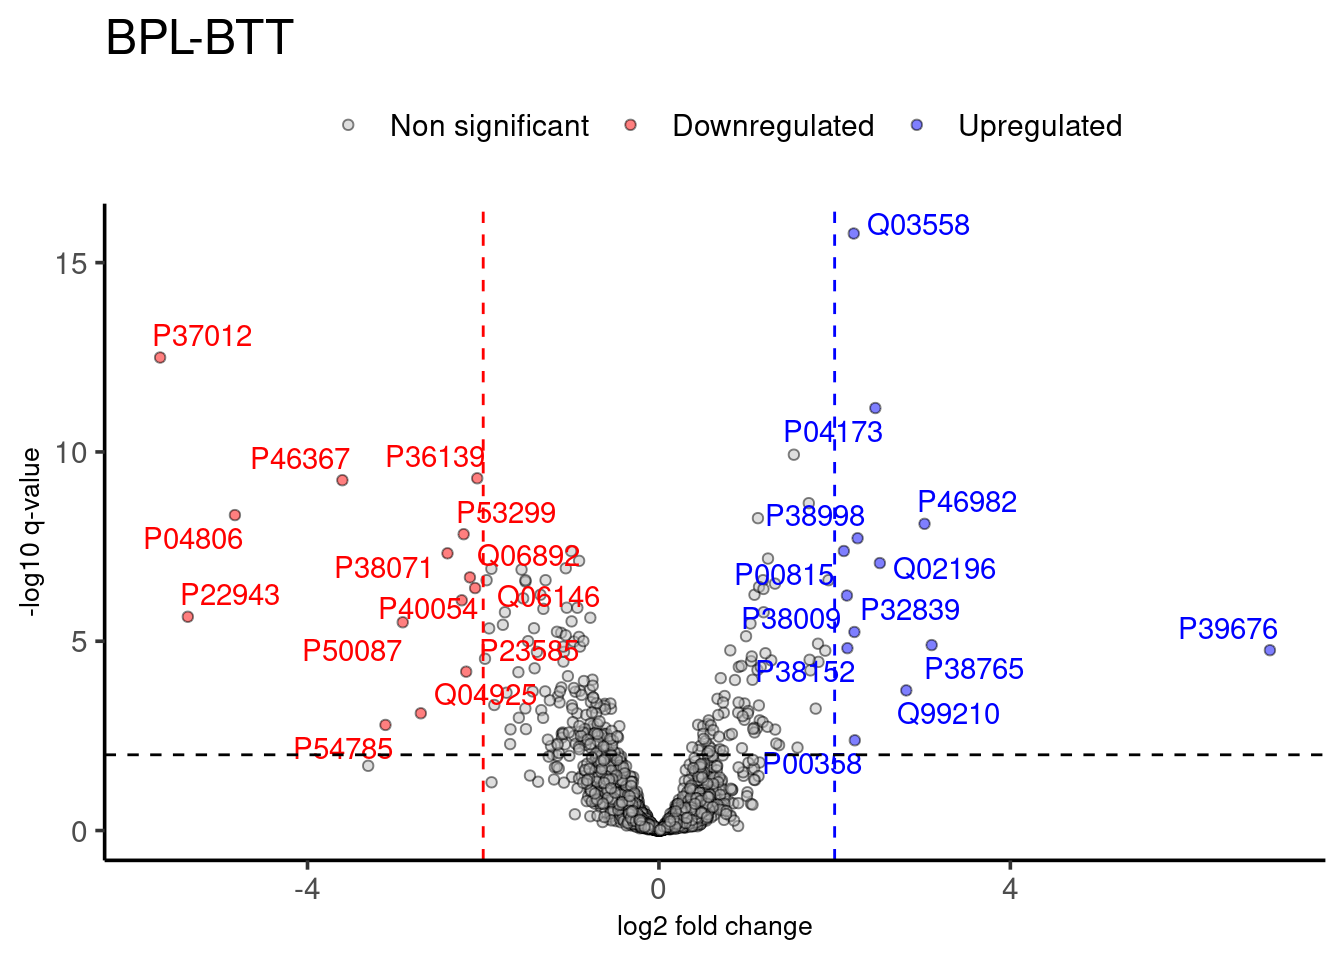 BPL-BTT
Non significant Downregulated Upregulated
Q03558
15
P37012
P04173
10
P46367 P36139
P46982
P53299 P38998
P04806
Q06892
P38071 P00815 Q02196
P22943 Q06146
P40054 P38009 P32839
5
P39676
P50087 P23585
P38152 P38765
Q04925
Q99210
P54785
P00358
0
-4 0 4
log2 fold change
-log10 q-value